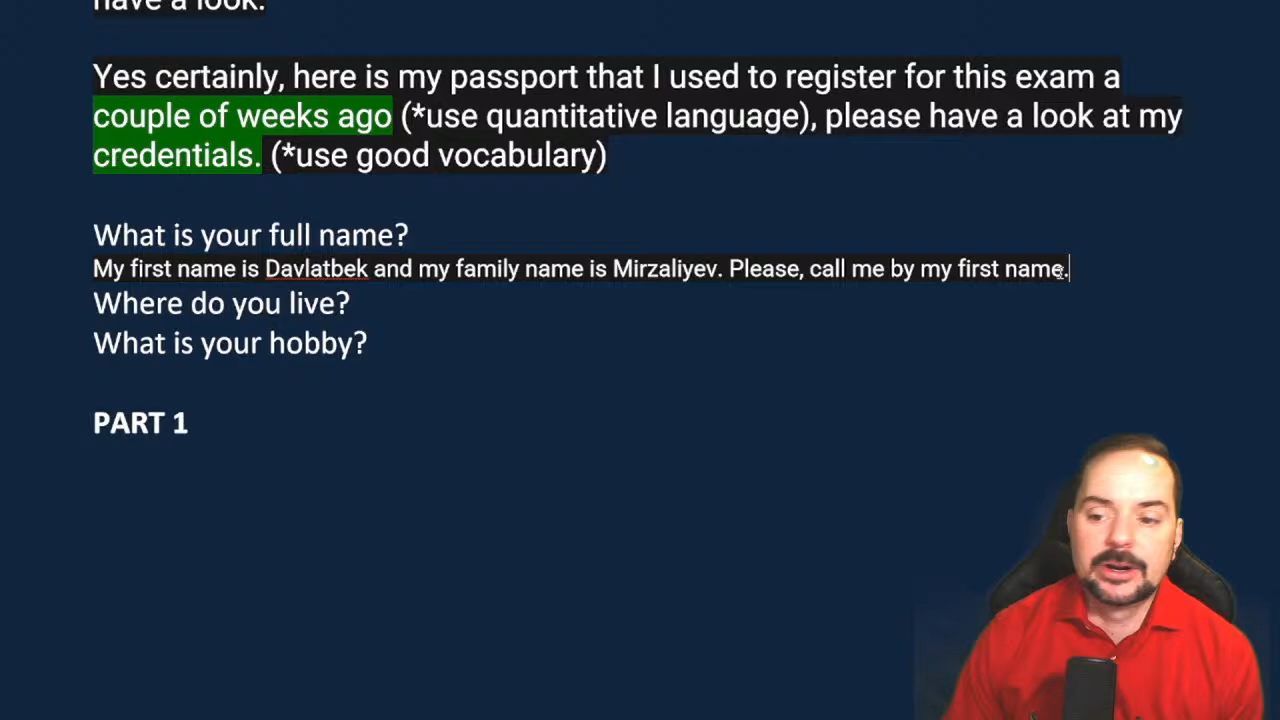 have a look.
Yes certainly, here is my passport that I used to register for this exam a
couple of weeks ago (*use quantitative language), please have a look at my
credentials. (*use good vocabulary)
What is your full name?
My first name is Davlatbek and my family name is Mirzaliyev. Please, call me by my first name.
Where do you live?
What is your hobby?
PART 1